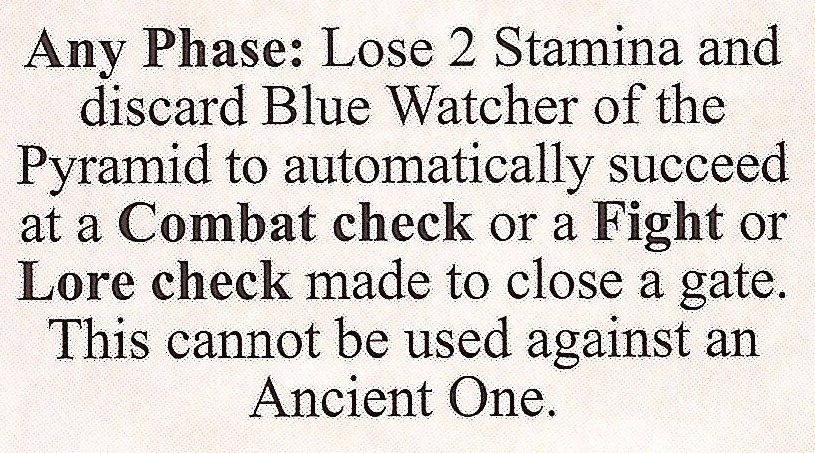 Any Phase: Lose 2 Stamina and
discard Blue Watcher of the
Pyramid to automatically succeed
at a Combat check or a Fight or
Lore check made to close a gate.
This cannot be used against an
Ancient One.